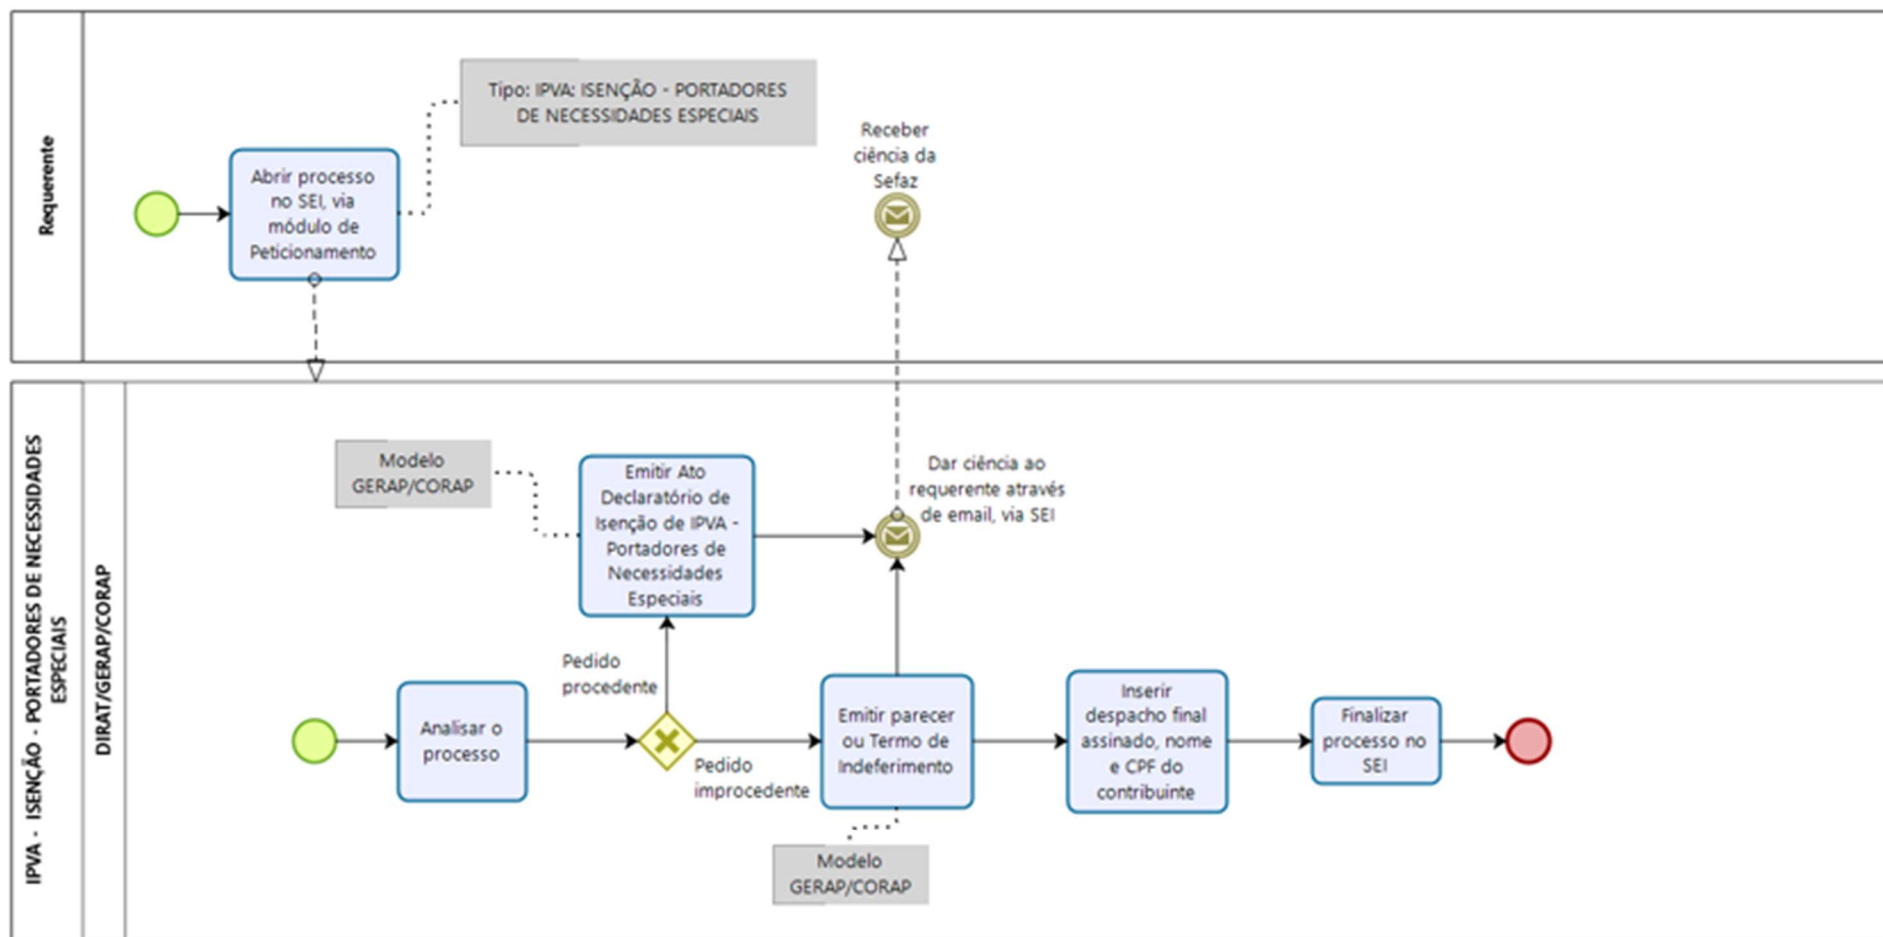 Requerente
Abrir processo
no SEI, via
módulo de
Peticionamento
Tipo: IPVA: ISENÇÃO - PORTADORES
DE NECESSIDADES ESPECIAIS
Receber
ciência da
Sefaz
IPVA - ISENÇÃO - PORTADORES DE NECESSIDADES
ESPECIAIS
DIRAT/GERAP/CORAP
Modelo
GERAP/CORAP
Emitir Ato
Declaratório de
Isenção de IPVA -
Portadores de
Necessidades
Especiais
Dar ciência ao
requerente através
de email, via SEI
Analisar o
processo
Pedido
procedente
Pedido
improcedente
Emitir parecer
ou Termo de
Indeferimento
Modelo
GERAP/CORAP
Inserir
despacho final
assinado, nome
e CPF do
contribuinte
Finalizar
processo no
SEI